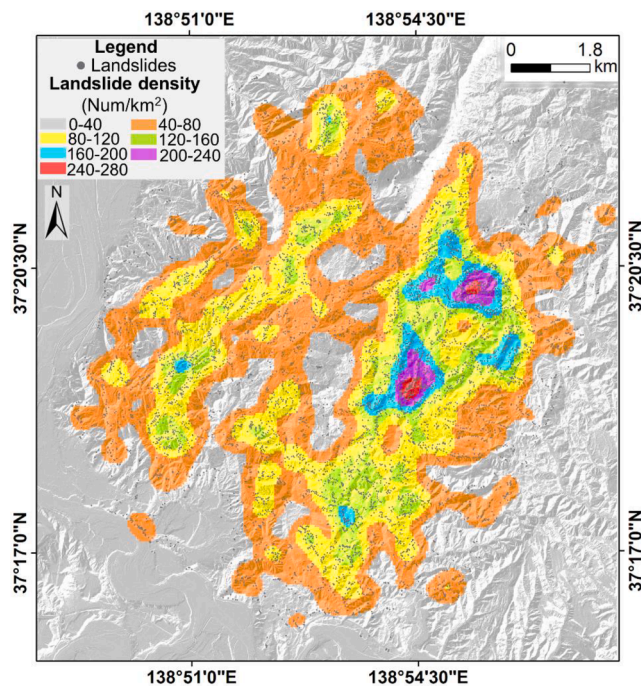 138°51'0"E 138°54'30"E
Legend
Landslides
Landslide density
(Num/km²)
0-40 40-80
80-120 120-160
160-200 200-240
240-280
0 1.8
km
N
37°20'30"N 37°20'30"N
37°17'0"N 37°17'0"N
138°51'0"E 138°54'30"E